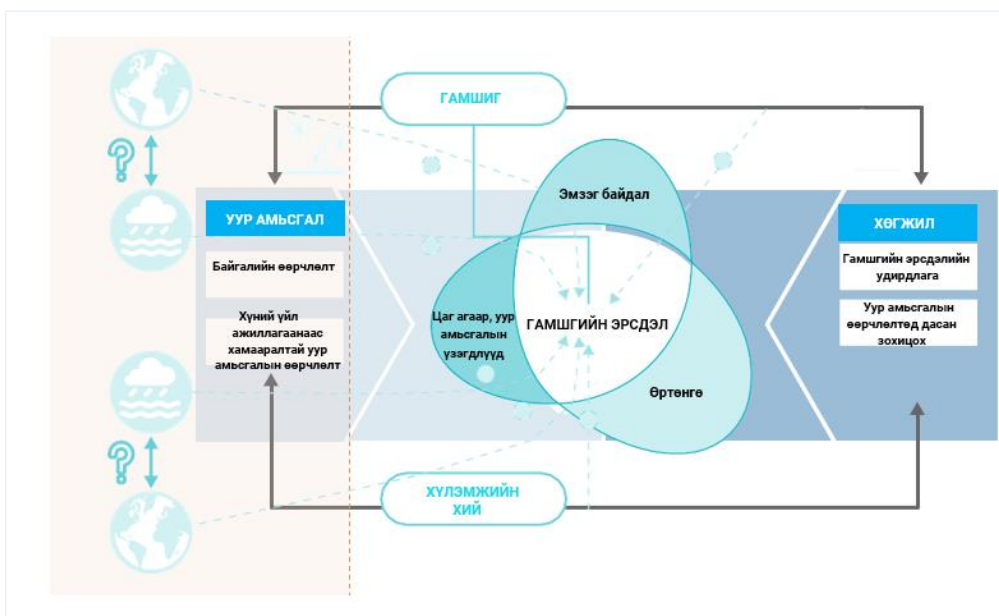 ГАМШИГ
Эмзэг байдал
УУР АМЬСГАЛ
Байгалийн өөрчлөлт
Хүний үйл
ажиллагаанаас
хамааралтай уур
амьсгалын өөрчлөлт
Цаг агаар, уур
амьсгалын
үзэгдлүүд
ГАМШГИЙН ЭРСДЭЛ
Өртөнгө
ХӨГЖИЛ
Гамшгийн эрсдэлийн
удирдлага
Уур амьсгалын
өөрчлөлтөд дасан
зохицох
ХҮЛЭМЖИЙН
ХИЙ